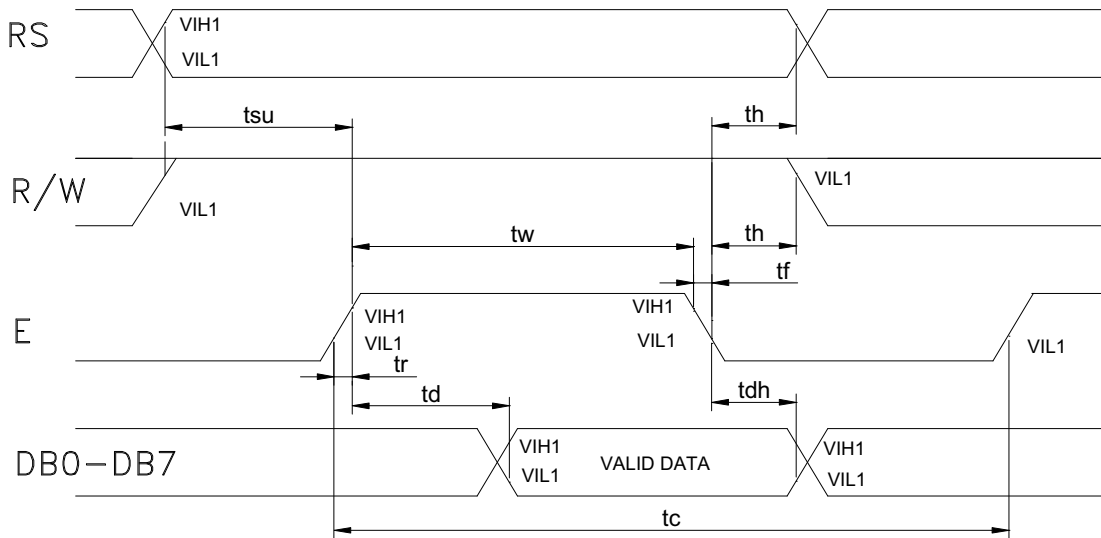 RS
VIH1
VIL1
tsu
th
R/W
VIL1
VIL1
tw
th
tf
E
VIH1
VIL1
VIH1
VIL1
VIL1
tr
td
tdh
DB0-DB7
VIH1
VIL1
VALID DATA
VIH1
VIL1
tc